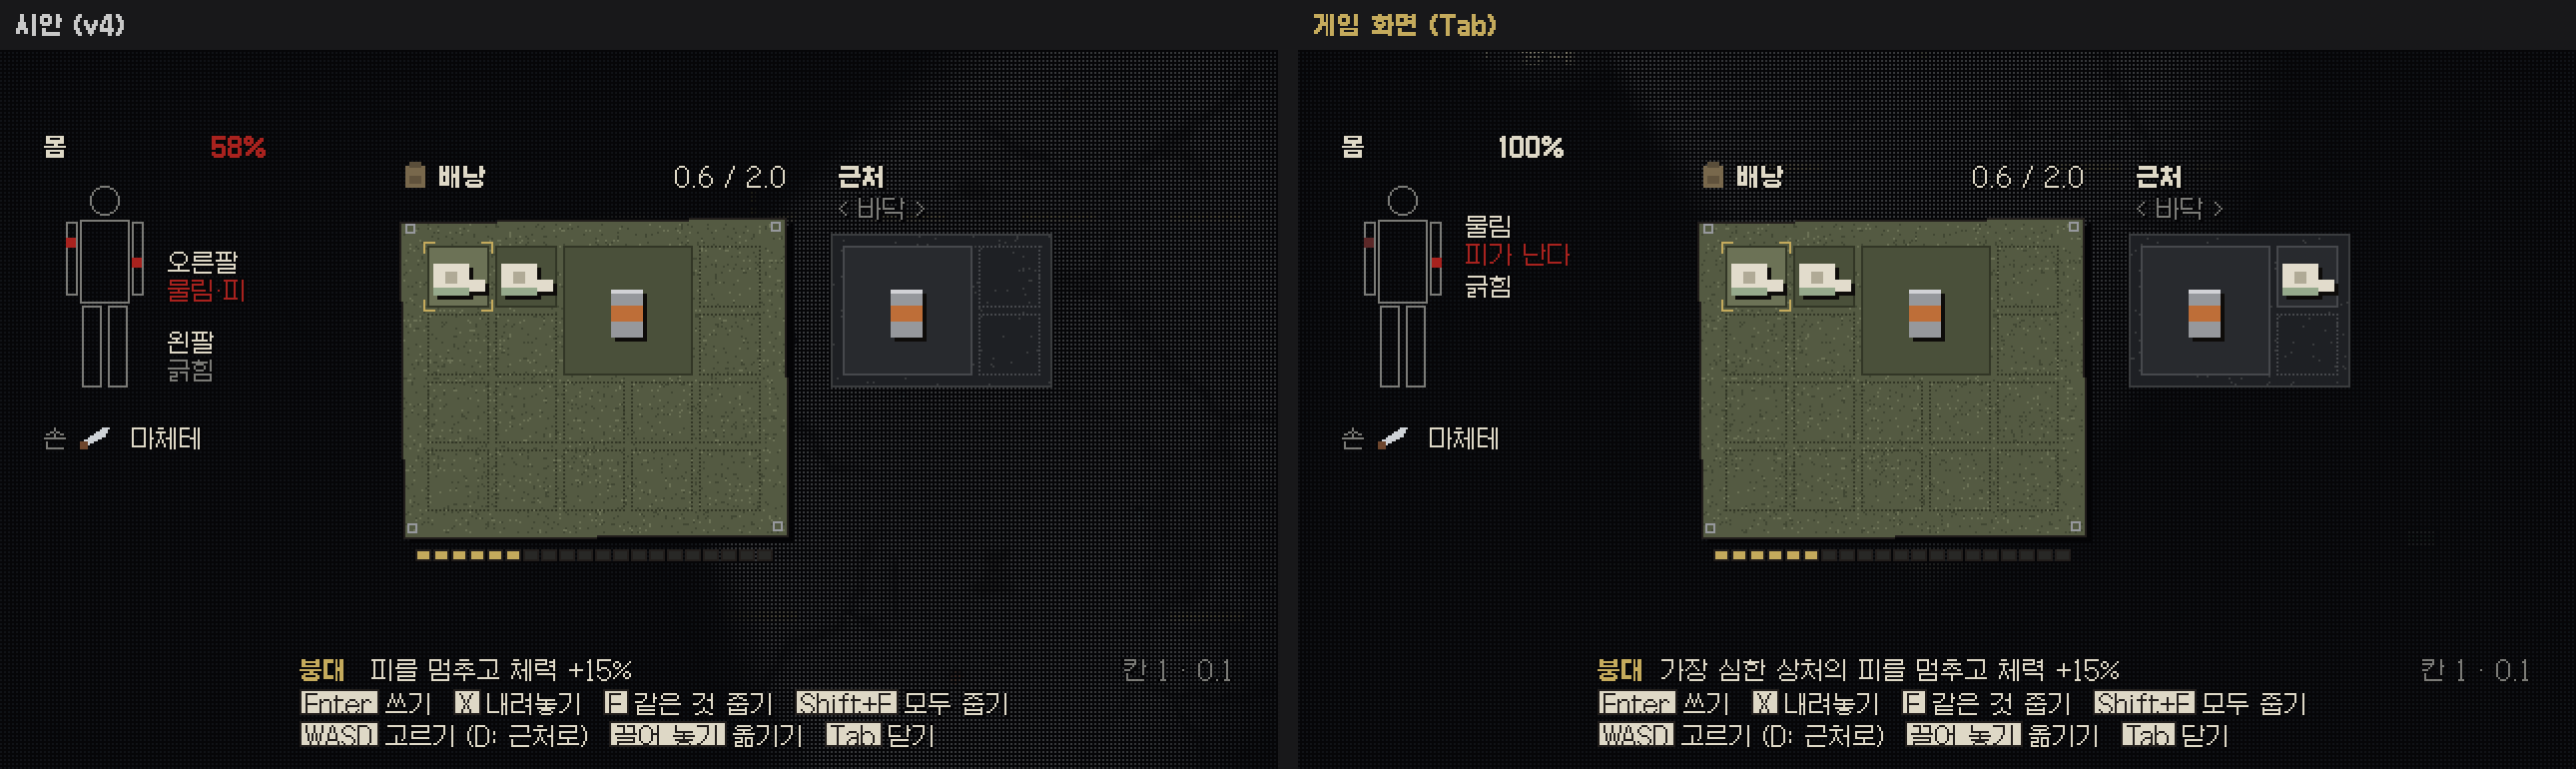 시안 (v4)
몸 58%
배낭 0.6 / 2.0
근처
< 바닥 >
오른팔
물림·피
왼팔
긁힘
손 마체테
붕대 피를 멈추고 체력 +15% 칸 1 · 0.1
Enter 쓰기 X 내려놓기 F 같은 것 줍기 Shift+F 모두 줍기
WASD 고르기 (D: 근처로) 끌어 놓기 옮기기 Tab 닫기
게임 화면 (Tab)
몸 100%
배낭 0.6 / 2.0
근처
< 바닥 >
물림
피가 난다
긁힘
손 마체테
붕대 가장 심한 상처의 피를 멈추고 체력 +15% 칸 1 · 0.1
Enter 쓰기 X 내려놓기 F 같은 것 줍기 Shift+F 모두 줍기
WASD 고르기 (D: 근처로) 끌어 놓기 옮기기 Tab 닫기